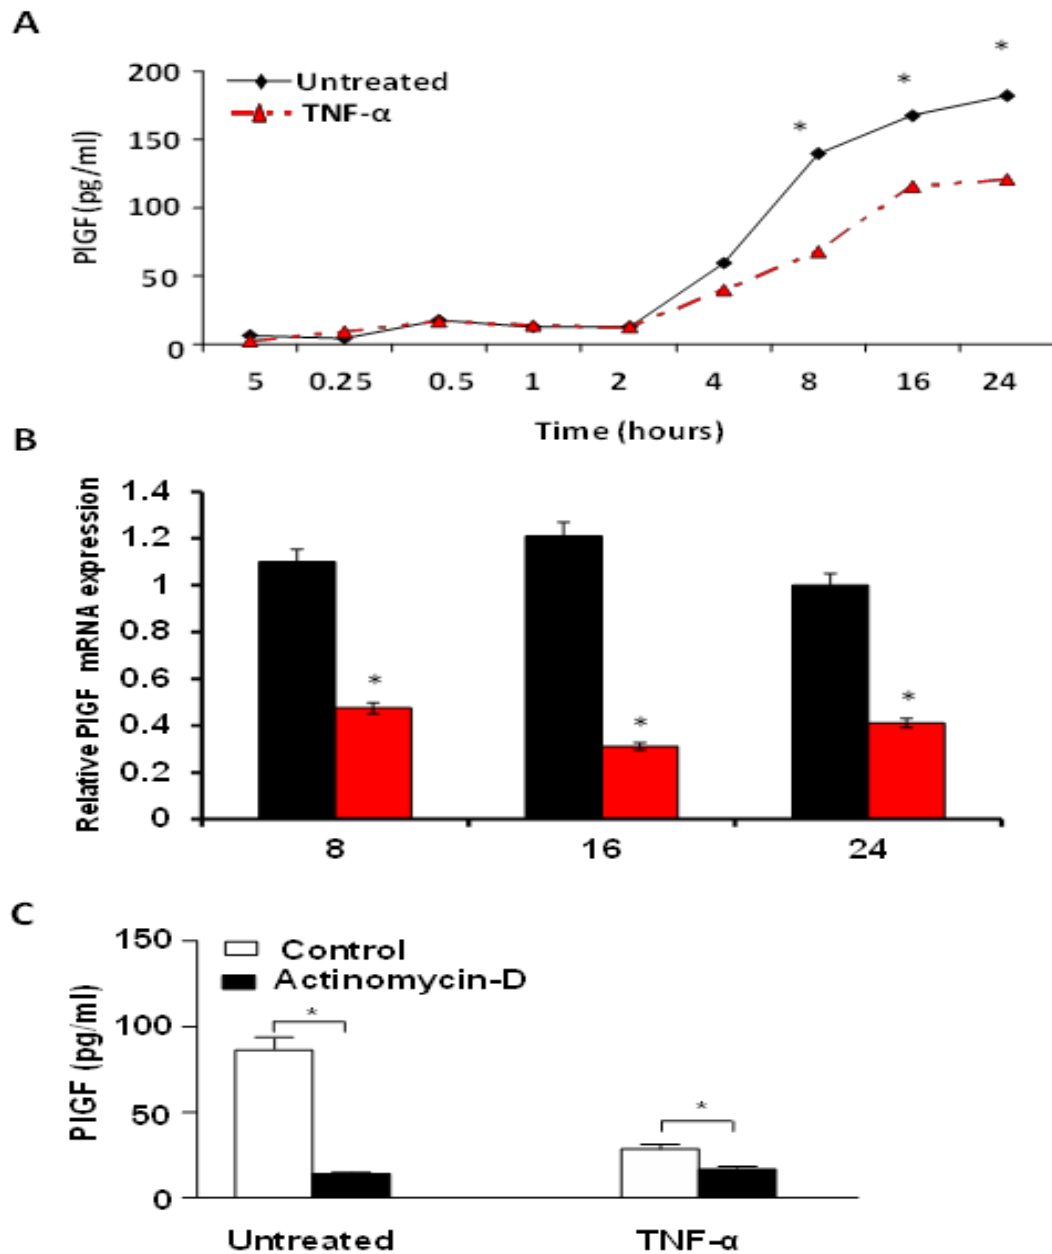 A
*
*
*
200
150
100
50
0
Untreated
TNF-α
PlGF(pg/ml)
5 0.25 0.5 1 2 4 8 16 24
Time (hours)
B
1.4
1.2
1
0.8
0.6
0.4
0.2
0
Relative PlGF mRNA expression
*
*
*
8 16 24
C
150
100
50
0
PlGF (pg/ml)
Control
Actinomycin-D
*
*
Untreated TNF-α